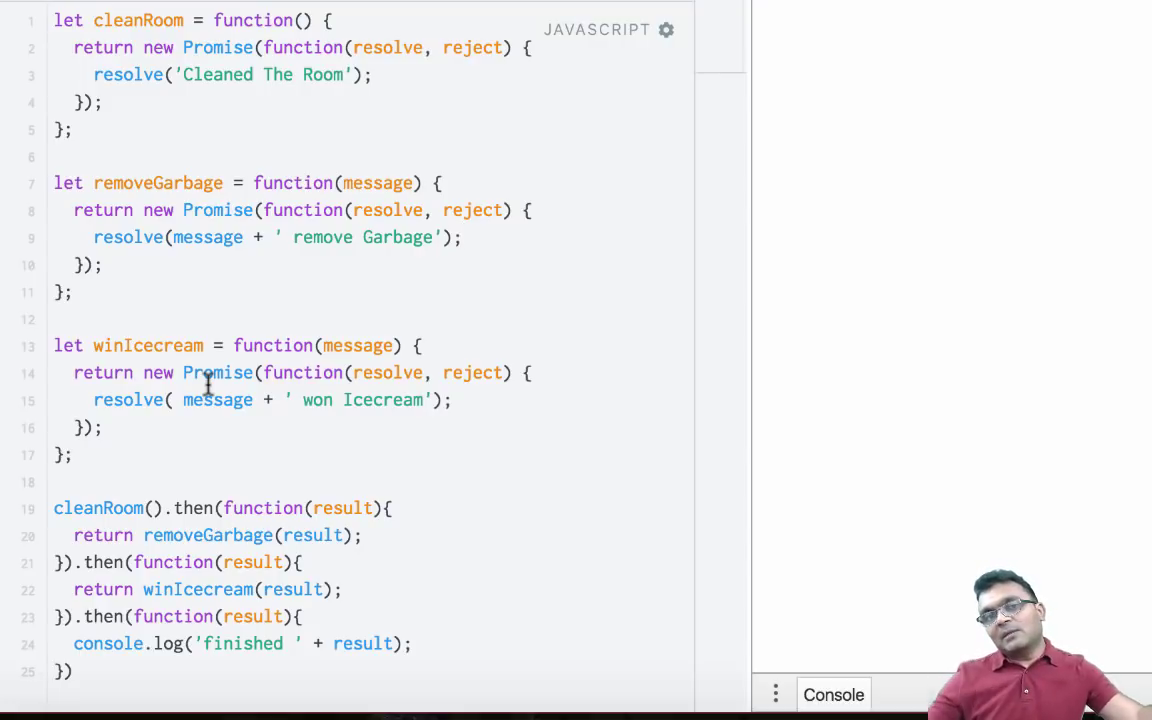 JAVASCRIPT
1 let cleanRoom = function() {
2 return new Promise(function(resolve, reject) {
3 resolve('Cleaned The Room');
4 });
5 };
6
7 let removeGarbage = function(message) {
8 return new Promise(function(resolve, reject) {
9 resolve(message + ' remove Garbage');
10 });
11 };
12
13 let winIcecream = function(message) {
14 return new Promise(function(resolve, reject) {
15 resolve( message + ' won Icecream');
16 });
17 };
18
19 cleanRoom().then(function(result){
20 return removeGarbage(result);
21 }).then(function(result){
22 return winIcecream(result);
23 }).then(function(result){
24 console.log('finished ' + result);
25 })
Console